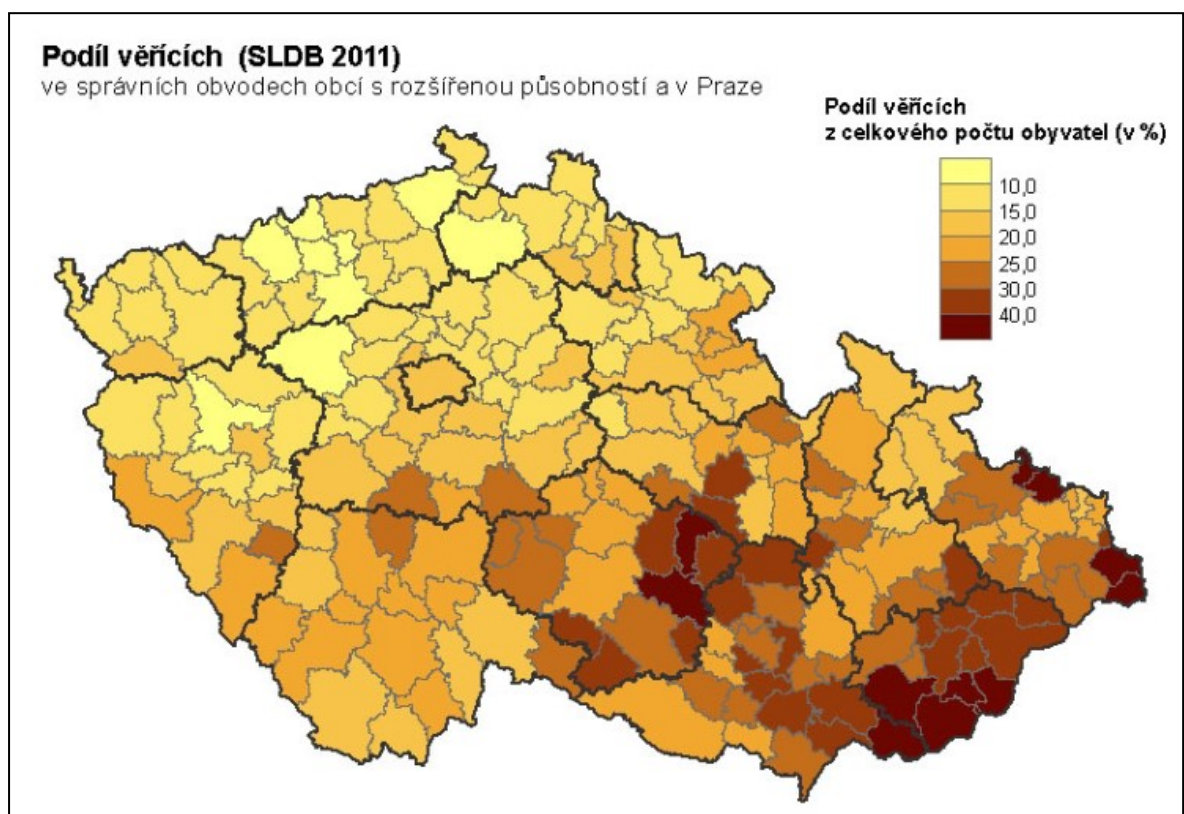 Podíl věřících (SLDB 2011)
ve správních obvodech obcí s rozšířenou působností a v Praze
Podíl věřících
z celkového počtu obyvatel (v %)
10,0
15,0
20,0
25,0
30,0
40,0